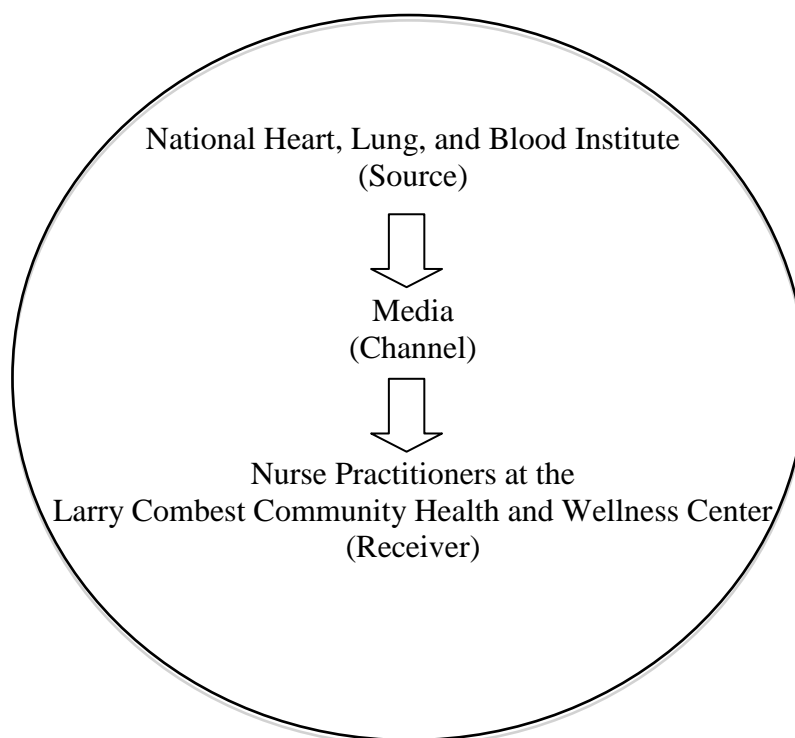 National Heart, Lung, and Blood Institute
(Source)
Media
(Channel)
Nurse Practitioners at the
Larry Combest Community Health and Wellness Center
(Receiver)